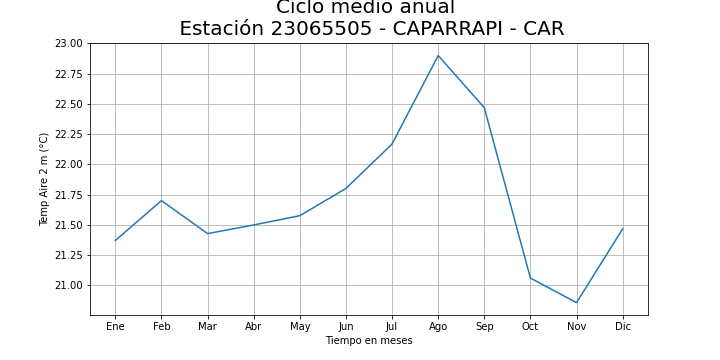 Ciclo medio anual
Estación 23065505 - CAPARRAPI - CAR
23.00
22.75
22.50
22.25
22.00
21.75
21.50
21.25
21.00
Temp Aire 2 m (°C)
Ene Feb Mar Abr May Jun Jul Ago Sep Oct Nov Dic
Tiempo en meses